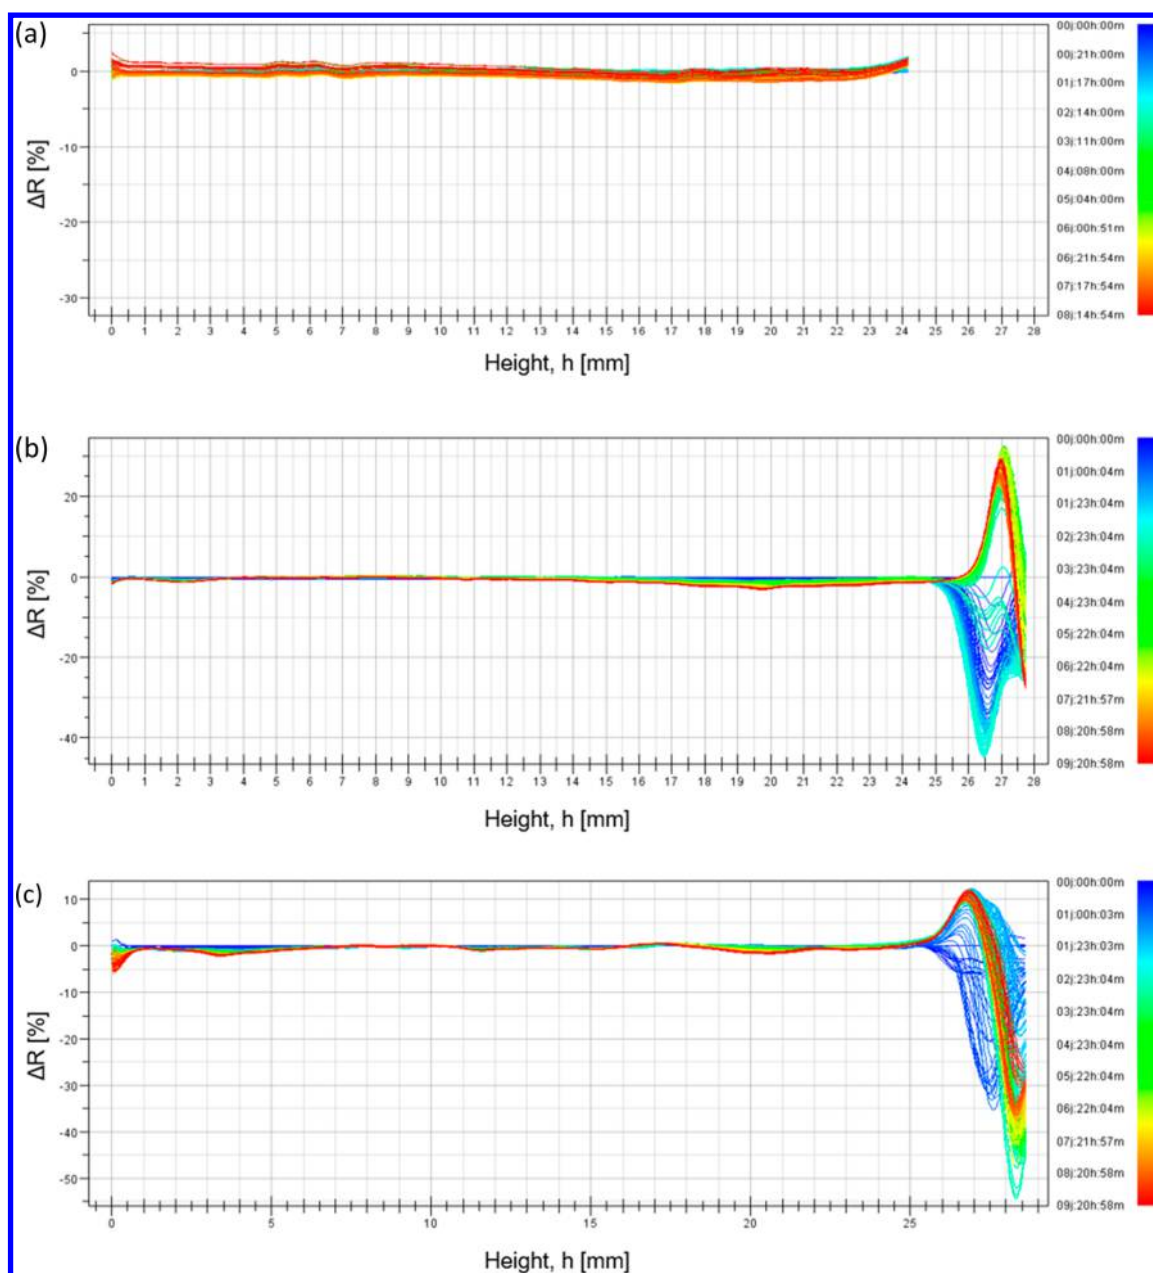 (a)
0
-10
-20
-30
ΔR [%]
0 1 2 3 4 5 6 7 8 9 10 11 12 13 14 15 16 17 18 19 20 21 22 23 24 25 26 27 28
Height, h [mm]
00j:00h:00m
00j:21h:00m
01j:17h:00m
02j:14h:00m
03j:11h:00m
04j:08h:00m
05j:04h:00m
06j:00h:51m
06j:21h:54m
07j:17h:54m
08j:14h:54m
(b)
20
0
-20
-40
ΔR [%]
0 1 2 3 4 5 6 7 8 9 10 11 12 13 14 15 16 17 18 19 20 21 22 23 24 25 26 27 28
Height, h [mm]
00j:00h:00m
01j:00h:04m
01j:23h:04m
02j:23h:04m
03j:23h:04m
04j:23h:04m
05j:22h:04m
06j:22h:04m
07j:21h:57m
08j:20h:58m
09j:20h:58m
(c)
10
0
-10
-20
-30
-40
-50
ΔR [%]
0 5 10 15 20 25
Height, h [mm]
00j:00h:00m
01j:00h:03m
01j:23h:03m
02j:23h:04m
03j:23h:04m
04j:23h:04m
05j:22h:04m
06j:22h:04m
07j:21h:57m
08j:20h:58m
09j:20h:58m